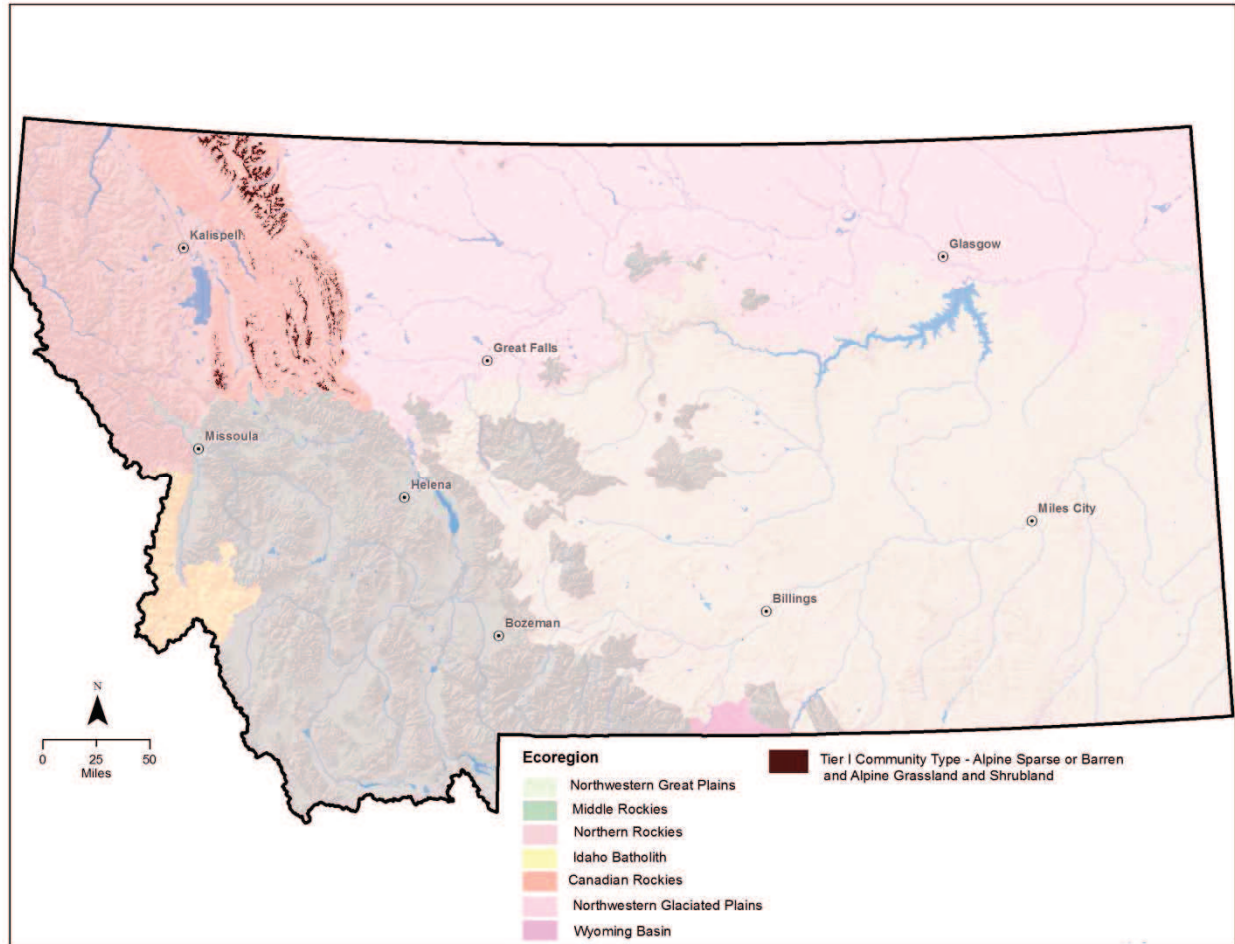 Kalispell
Glasgow
Great Falls
Missoula
Helena
Miles City
Billings
Bozeman
N
0 25 50
Miles
Ecoregion
Northwestern Great Plains
Middle Rockies
Northern Rockies
Idaho Batholith
Canadian Rockies
Northwestern Glaciated Plains
Wyoming Basin
Tier I Community Type - Alpine Sparse or Barren
and Alpine Grassland and Shrubland